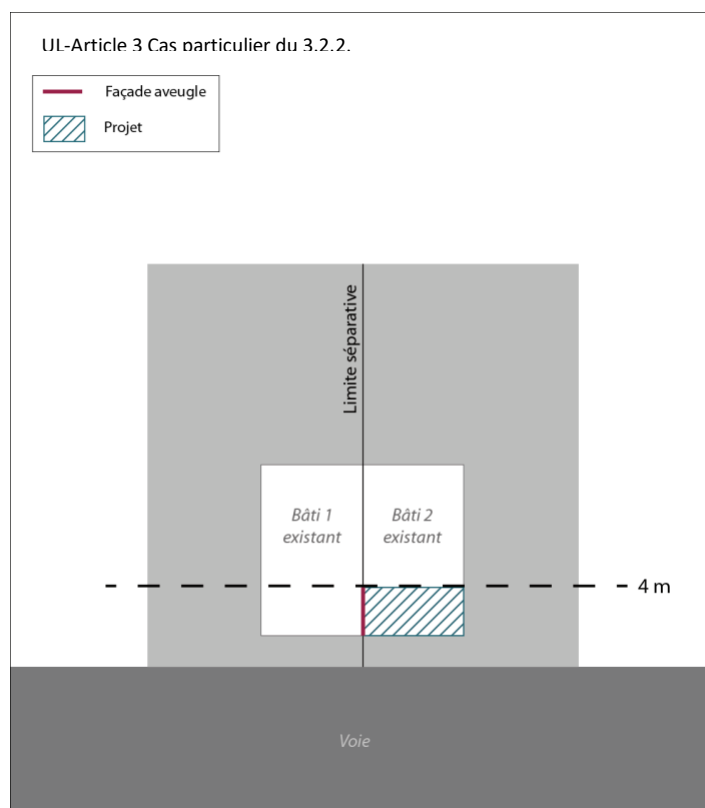 UL-Article 3 Cas particulier du 3.2.2.
Façade aveugle
Projet
Limite séparative
Bâti 1
existant
Bâti 2
existant
4 m
Voie